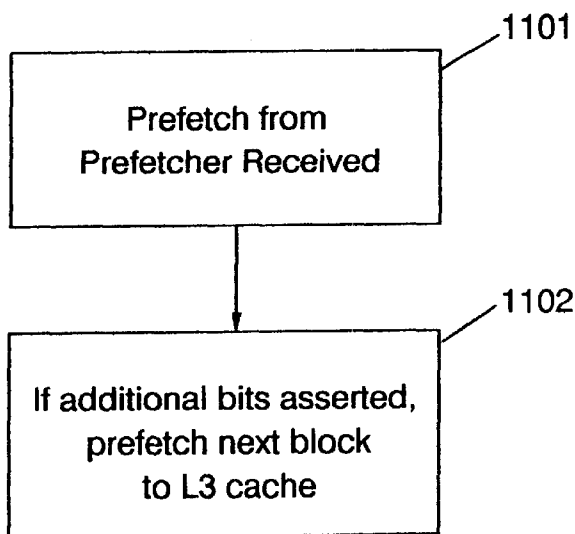 1101
Prefetch from
Prefetcher Received
1102
If additional bits asserted,
prefetch next block
to L3 cache